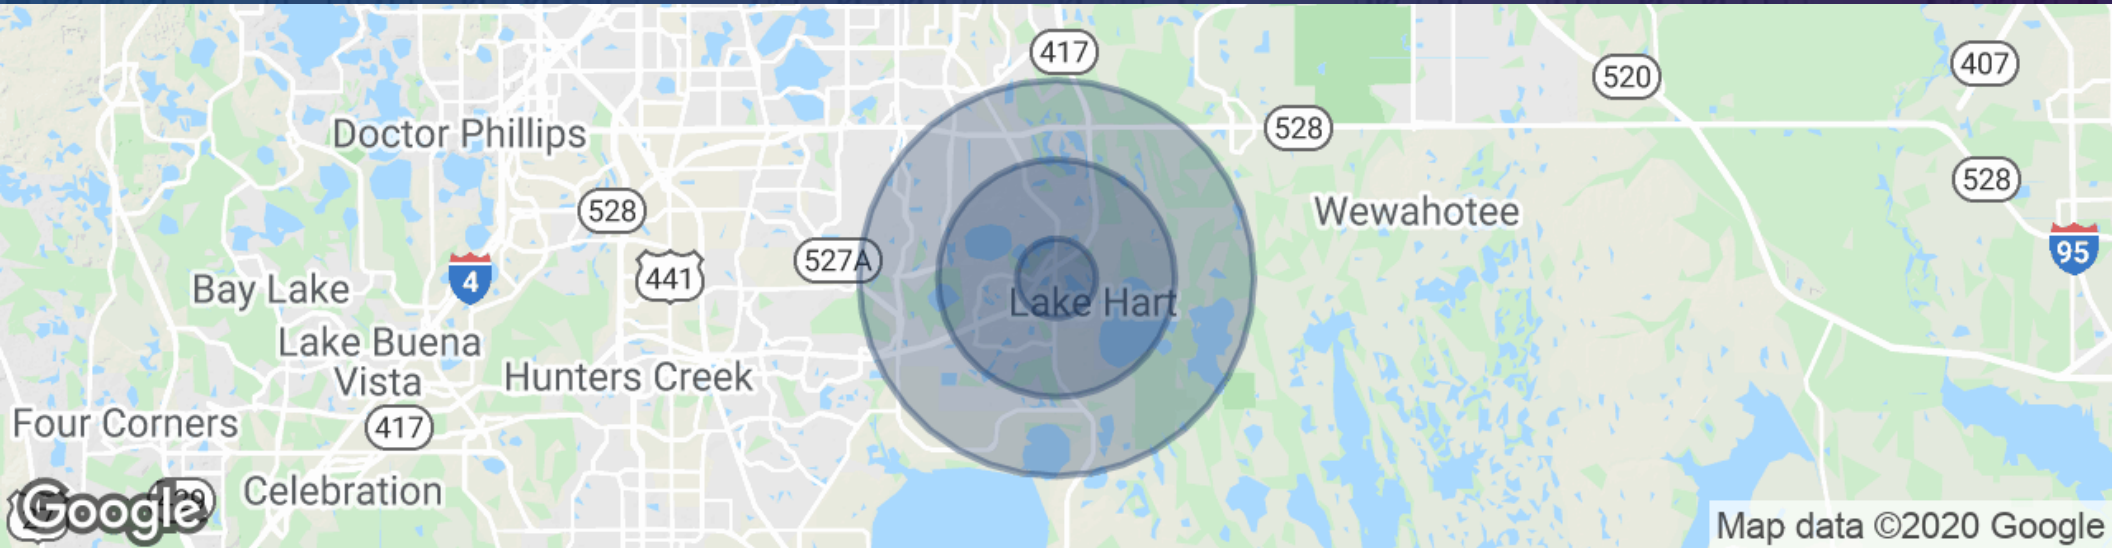 417
407
520
528
Doctor Phillips
528
528
Wewahotee
527A
95
4
441
Bay Lake
Lake Hart
Lake Buena
Vista
Hunters Creek
Four Corners
417
Celebration
Google
Map data ©2020 Google